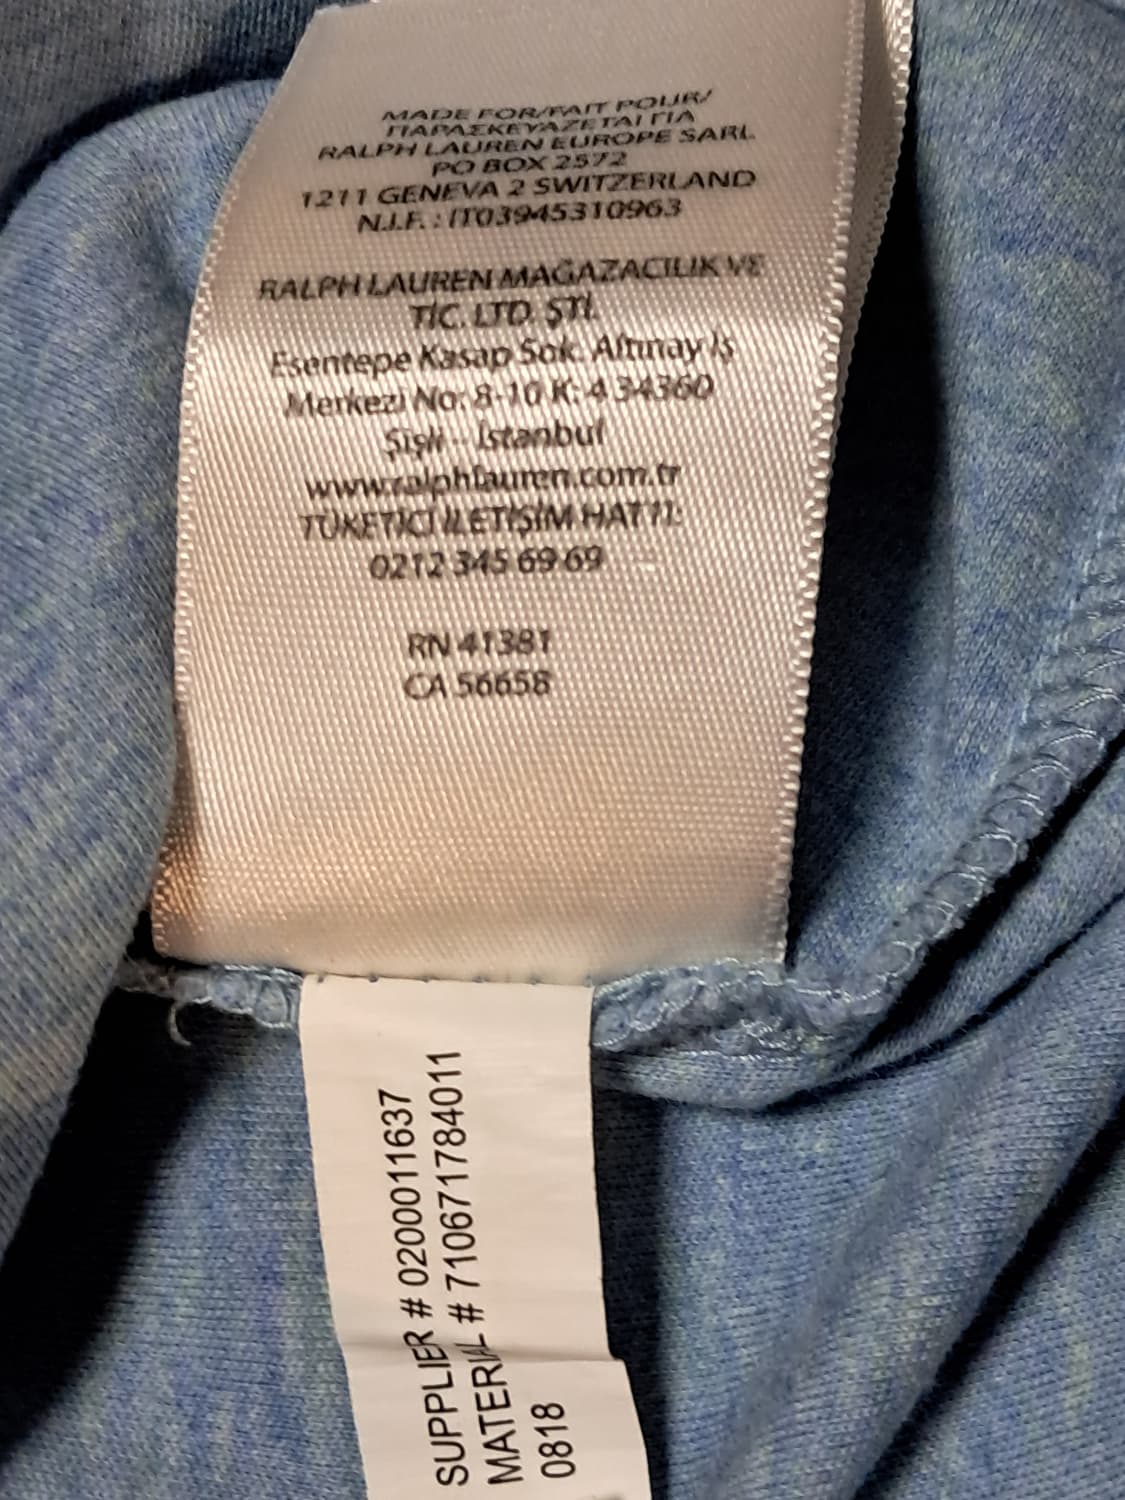 MADE FOR/FAIT POUR/
ΠΑΡΑΣΚΕΥΑΖΕΤΑΙ ΓΙΑ
RALPH LAUREN EUROPE SARL
PO BOX 2572
1211 GENEVA 2 SWITZERLAND
N.I.F. : IT03945310963
RALPH LAUREN MAĞAZACILIK VE
TİC. LTD. ŞTİ.
Esentepe Kasap Sok. Altınay İş
Merkezi No: 8-10 K: 4 34360
Şişli - İstanbul
www.ralphlauren.com.tr
TÜKETİCİ İLETİŞİM HATTI:
0212 345 69 69
RN 41381
CA 56658
SUPPLIER # 0200011637
MATERIAL # 710671784011
0818